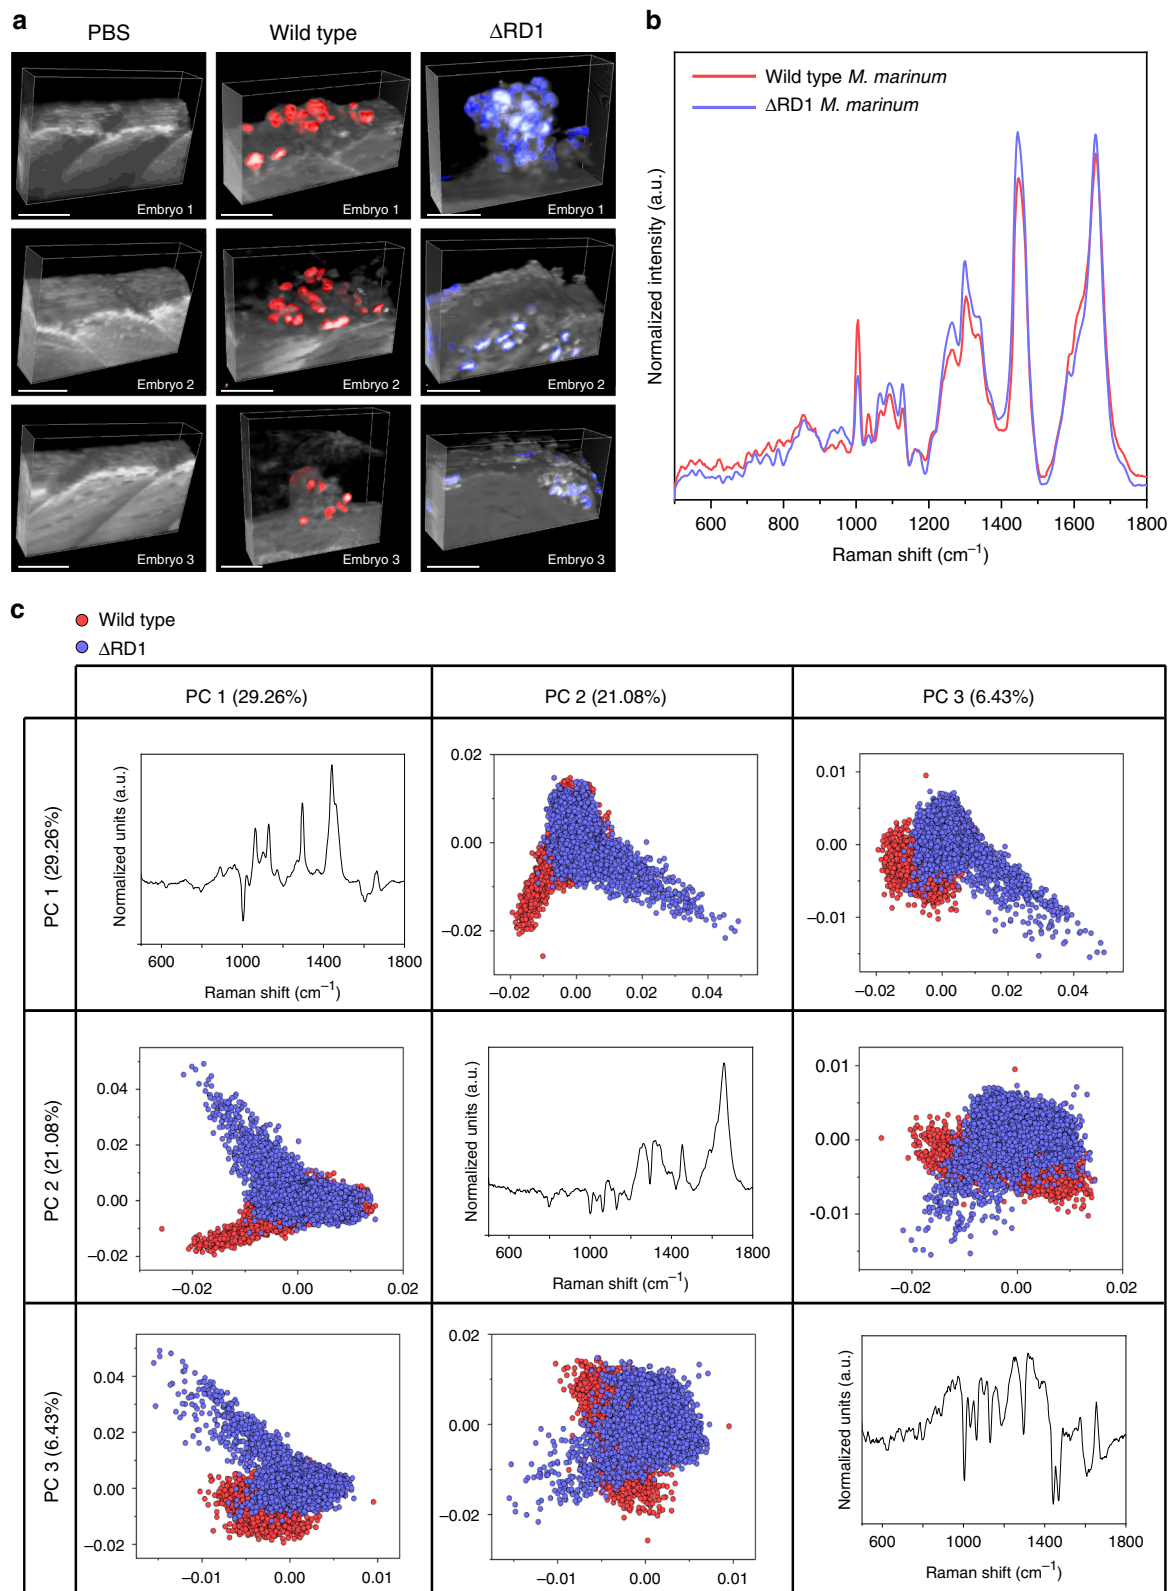 a
PBS
Wild type
ΔRD1
Embryo 1
Embryo 1
Embryo 1
Embryo 2
Embryo 2
Embryo 2
Embryo 3
Embryo 3
Embryo 3
b
Wild type M. marinum
ΔRD1 M. marinum
Normalized intensity (a.u.)
600 800 1000 1200 1400 1600 1800
Raman shift (cm⁻¹)
c
Wild type
ΔRD1
PC 1 (29.26%)
PC 2 (21.08%)
PC 3 (6.43%)
PC 1 (29.26%)
Normalized units (a.u.)
600 1000 1400 1800
Raman shift (cm⁻¹)
0.02
0.00
−0.02
−0.02 0.00 0.02 0.04
0.01
0.00
−0.01
−0.02 0.00 0.02 0.04
PC 2 (21.08%)
0.04
0.02
0.00
−0.02
−0.02 0.00 0.02
Normalized units (a.u.)
600 1000 1400 1800
Raman shift (cm⁻¹)
0.01
0.00
-0.01
−0.02 0.00 0.02
PC 3 (6.43%)
0.04
0.02
0.00
−0.02
−0.01 0.00 0.01
0.02
0.00
−0.02
−0.01 0.00 0.01
Normalized units (a.u.)
600 1000 1400 1800
Raman shift (cm⁻¹)